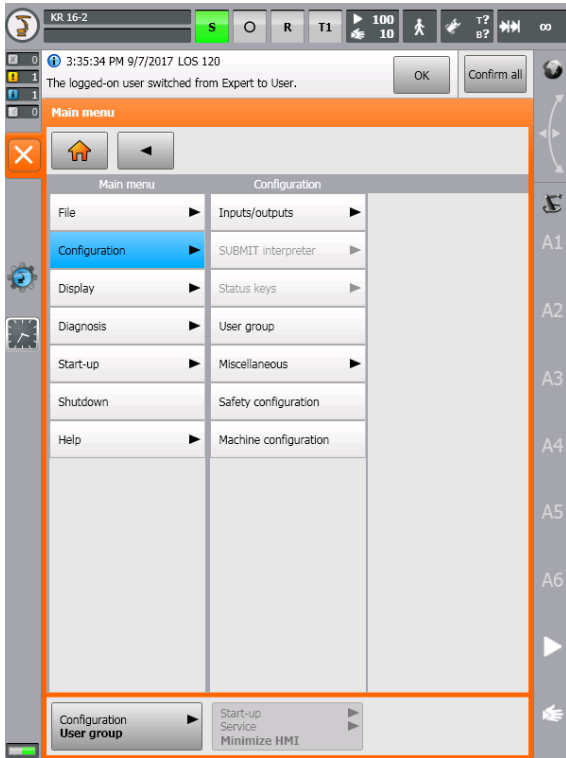 KR 16-2
S O R T1 100 T?
10 B? ∞
0 3:35:34 PM 9/7/2017 LOS 120
1 The logged-on user switched from Expert to User.
OK Confirm all
1
0 Main menu
Main menu Configuration
File Inputs/outputs
Configuration SUBMIT interpreter
Display Status keys
Diagnosis User group
Start-up Miscellaneous
Shutdown Safety configuration
Help Machine configuration
A1
A2
A3
A4
A5
A6
Configuration
User group
Start-up
Service
Minimize HMI